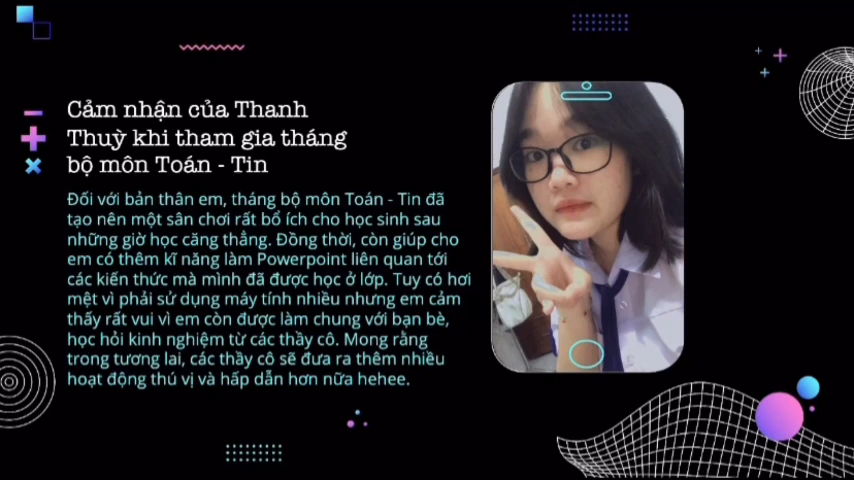 Cảm nhận của Thanh
Thuỳ khi tham gia tháng
bộ môn Toán - Tin
Đối với bản thân em, tháng bộ môn Toán - Tin đã
tạo nên một sân chơi rất bổ ích cho học sinh sau
những giờ học căng thẳng. Đồng thời, còn giúp cho
em có thêm kĩ năng làm Powerpoint liên quan tới
các kiến thức mà mình đã được học ở lớp. Tuy có hơi
mệt vì phải sử dụng máy tính nhiều nhưng em cảm
thấy rất vui vì em còn được làm chung với bạn bè,
học hỏi kinh nghiệm từ các thầy cô. Mong rằng
trong tương lai, các thầy cô sẽ đưa ra thêm nhiều
hoạt động thú vị và hấp dẫn hơn nữa hehee.